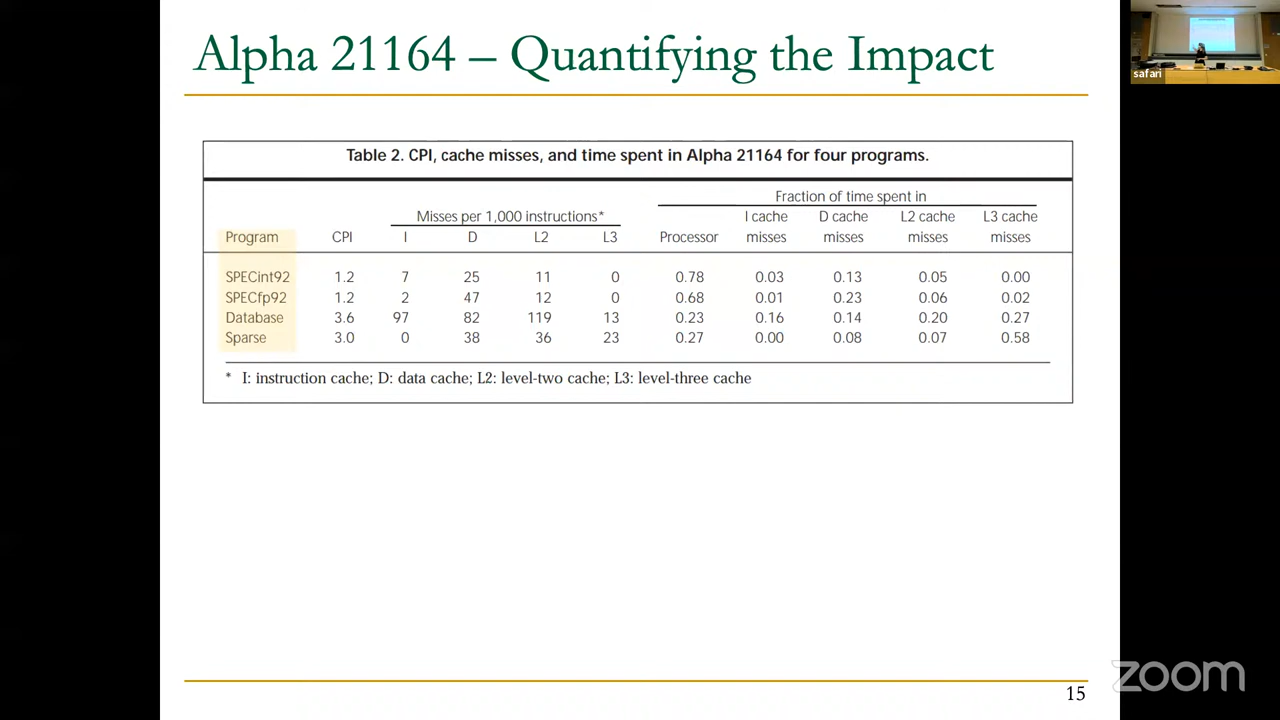 Alpha 21164 – Quantifying the Impact
safari
Table 2. CPI, cache misses, and time spent in Alpha 21164 for four programs.
Fraction of time spent in
Misses per 1,000 instructions* I cache D cache L2 cache L3 cache
Program CPI I D L2 L3 Processor misses misses misses misses
SPECint92 1.2 7 25 11 0 0.78 0.03 0.13 0.05 0.00
SPECfp92 1.2 2 47 12 0 0.68 0.01 0.23 0.06 0.02
Database 3.6 97 82 119 13 0.23 0.16 0.14 0.20 0.27
Sparse 3.0 0 38 36 23 0.27 0.00 0.08 0.07 0.58
* I: instruction cache; D: data cache; L2: level-two cache; L3: level-three cache
zoom
15